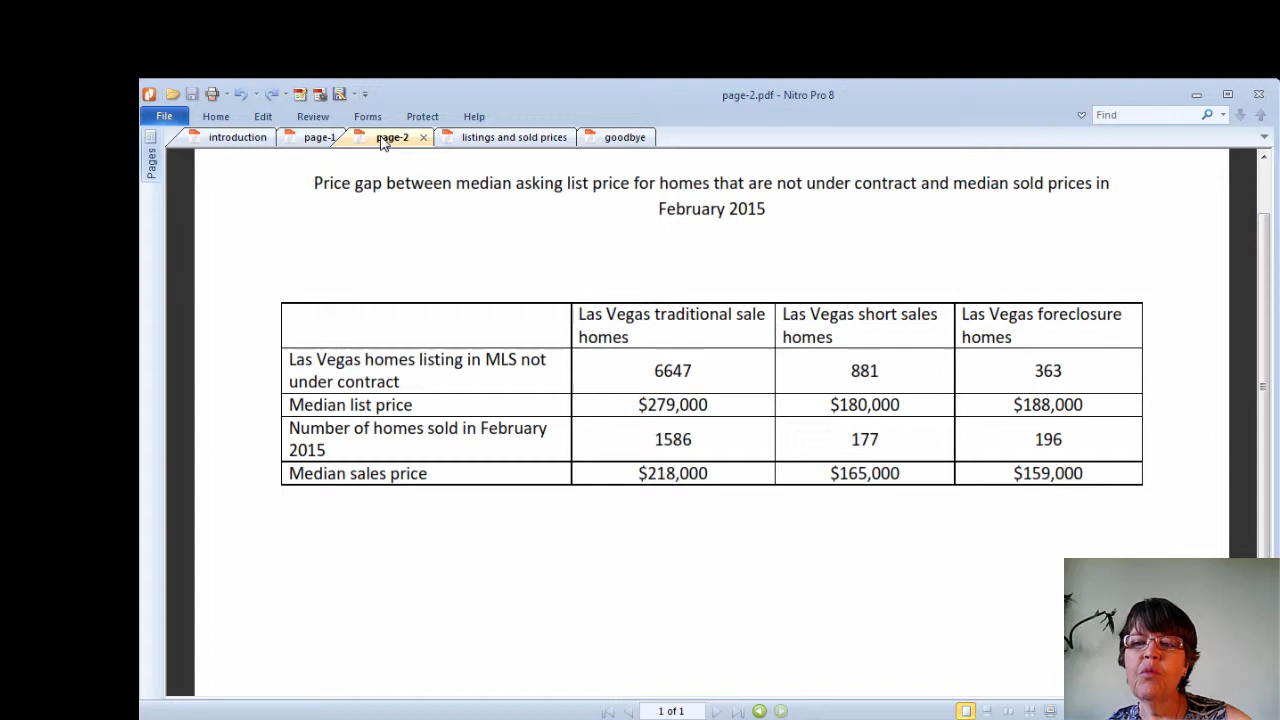 page-2.pdf - Nitro Pro 8
File Home Edit Review Forms Protect Help
Find
introduction page-1 page-2 listings and sold prices goodbye
Pages
Price gap between median asking list price for homes that are not under contract and median sold prices in
February 2015
Las Vegas traditional sale
homes
Las Vegas short sales
homes
Las Vegas foreclosure
homes
Las Vegas homes listing in MLS not
under contract
6647 881 363
Median list price $279,000 $180,000 $188,000
Number of homes sold in February
2015
1586 177 196
Median sales price $218,000 $165,000 $159,000
1 of 1